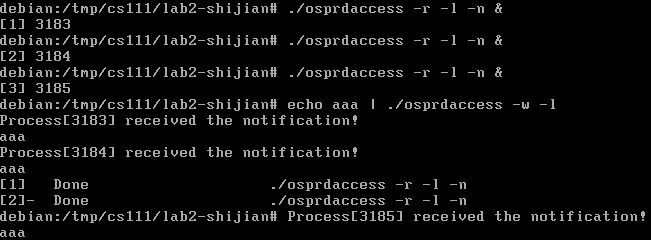 debian:/tmp/cs111/lab2-shijian# ./osprdaccess -r -l -n &
[1] 3183
debian:/tmp/cs111/lab2-shijian# ./osprdaccess -r -l -n &
[2] 3184
debian:/tmp/cs111/lab2-shijian# ./osprdaccess -r -l -n &
[3] 3185
debian:/tmp/cs111/lab2-shijian# echo aaa | ./osprdaccess -w -l
Process[3183] received the notification!
aaa
Process[3184] received the notification!
aaa
[1]   Done                    ./osprdaccess -r -l -n
[2]-  Done                    ./osprdaccess -r -l -n
debian:/tmp/cs111/lab2-shijian# Process[3185] received the notification!
aaa